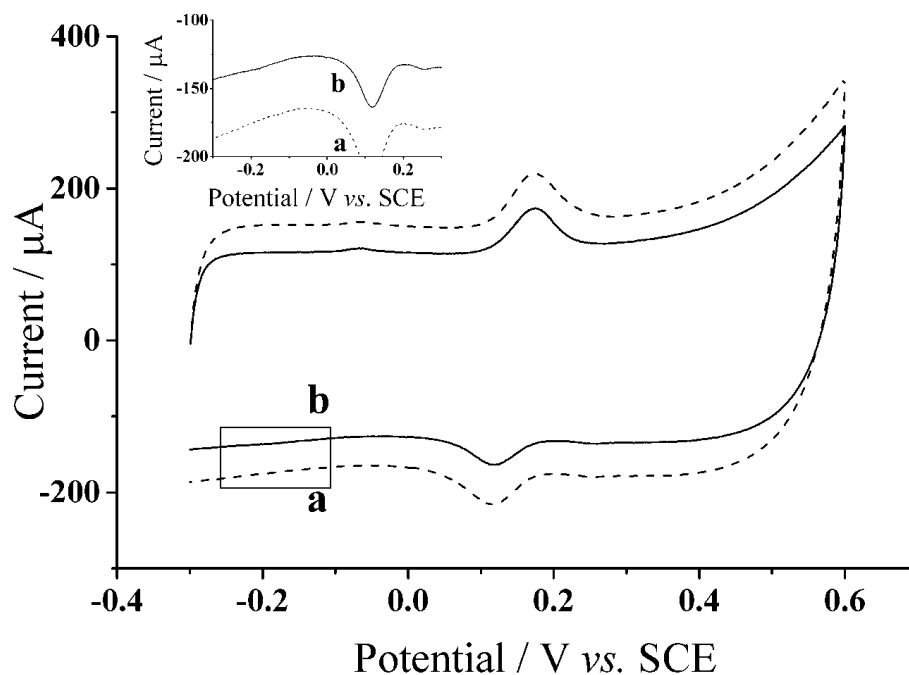 400
200
0
-200
Current / µA
-0.4
-0.2
0.0
0.2
0.4
0.6
Potential / V vs. SCE
b
a
-100
-150
-200
Current / µA
-0.2
0.0
0.2
Potential / V vs. SCE
b
a